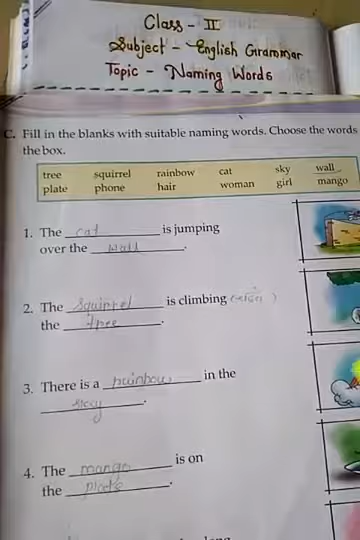 Class - II
Subject - English Grammar
Topic - Naming Words
C. Fill in the blanks with suitable naming words. Choose the words
the box.
tree squirrel rainbow cat sky wall
plate phone hair woman girl mango
1. The cat is jumping
over the wall.
2. The squirrel is climbing
the tree.
3. There is a rainbow in the
sky.
4. The mango is on
the plate.